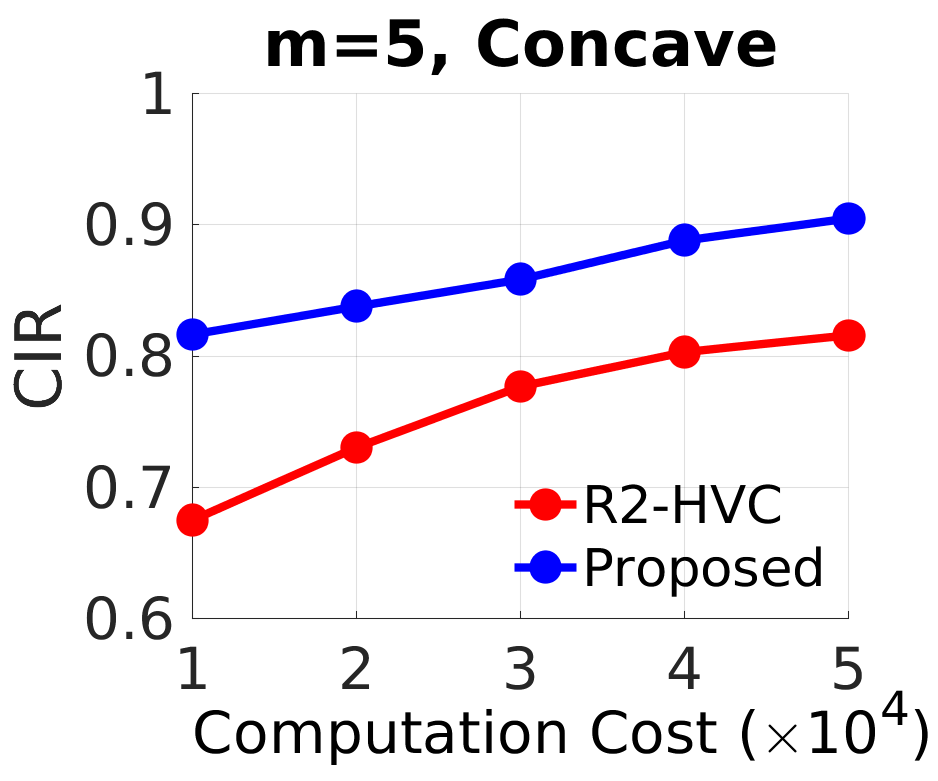 m=5, Concave
1
0.9
0.8
0.7
0.6
CIR
R2-HVC
Proposed
1 2 3 4 5
Computation Cost (×10⁴)